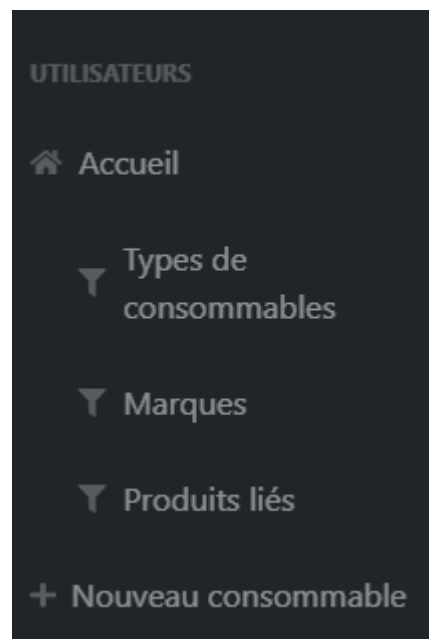 UTILISATEURS
Accueil
Types de
consommables
Marques
Produits liés
Nouveau consommable